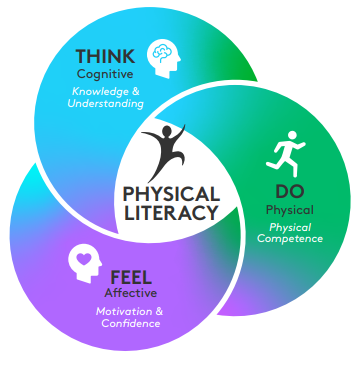 THINK
Cognitive
Knowledge &
Understanding
PHYSICAL
LITERACY
DO
Physical
Physical
Competence
FEEL
Affective
Motivation &
Confidence